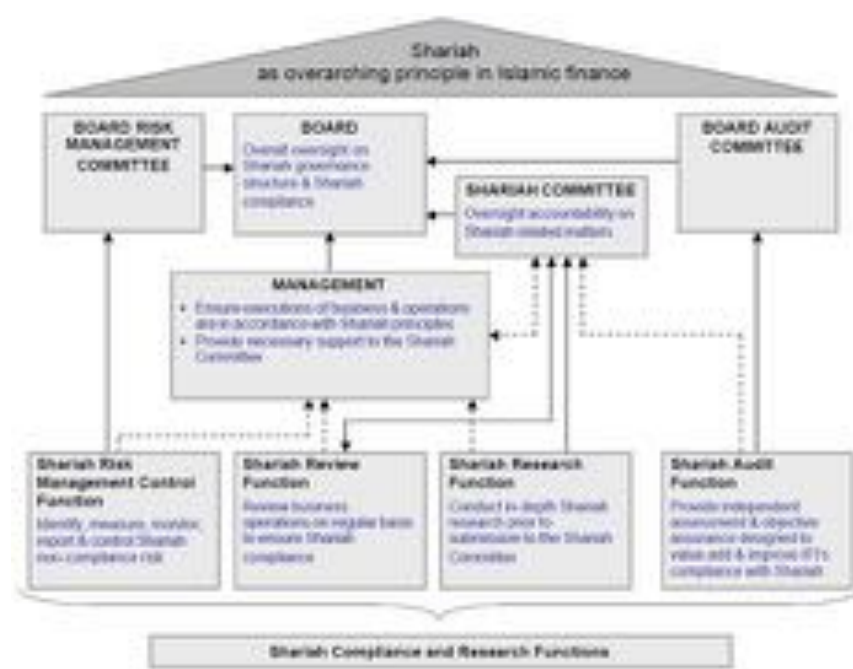 Shariah
as overarching principle in Islamic finance
BOARD RISK
MANAGEMENT
COMMITTEE
BOARD
Overall oversight on
Shariah governance
structure & Shariah
compliance
BOARD AUDIT
COMMITTEE
SHARIAH COMMITTEE
Oversight accountability on
Shariah related matters
MANAGEMENT
• Ensure executions of business & operations
are in accordance with Shariah principles
• Provide necessary support to the Shariah
Committee
Shariah Risk
Management Control
Function
Identify, measure, monitor,
report & control Shariah
non-compliance risk
Shariah Review
Function
Review business
operations on regular basis
to ensure Shariah
compliance
Shariah Research
Function
Conduct in-depth Shariah
research prior to
submission to the Shariah
Committee
Shariah Audit
Function
Provide independent
assessment & objective
assurance designed to
value add & improve IFI's
compliance with Shariah
Shariah Compliance and Research Functions